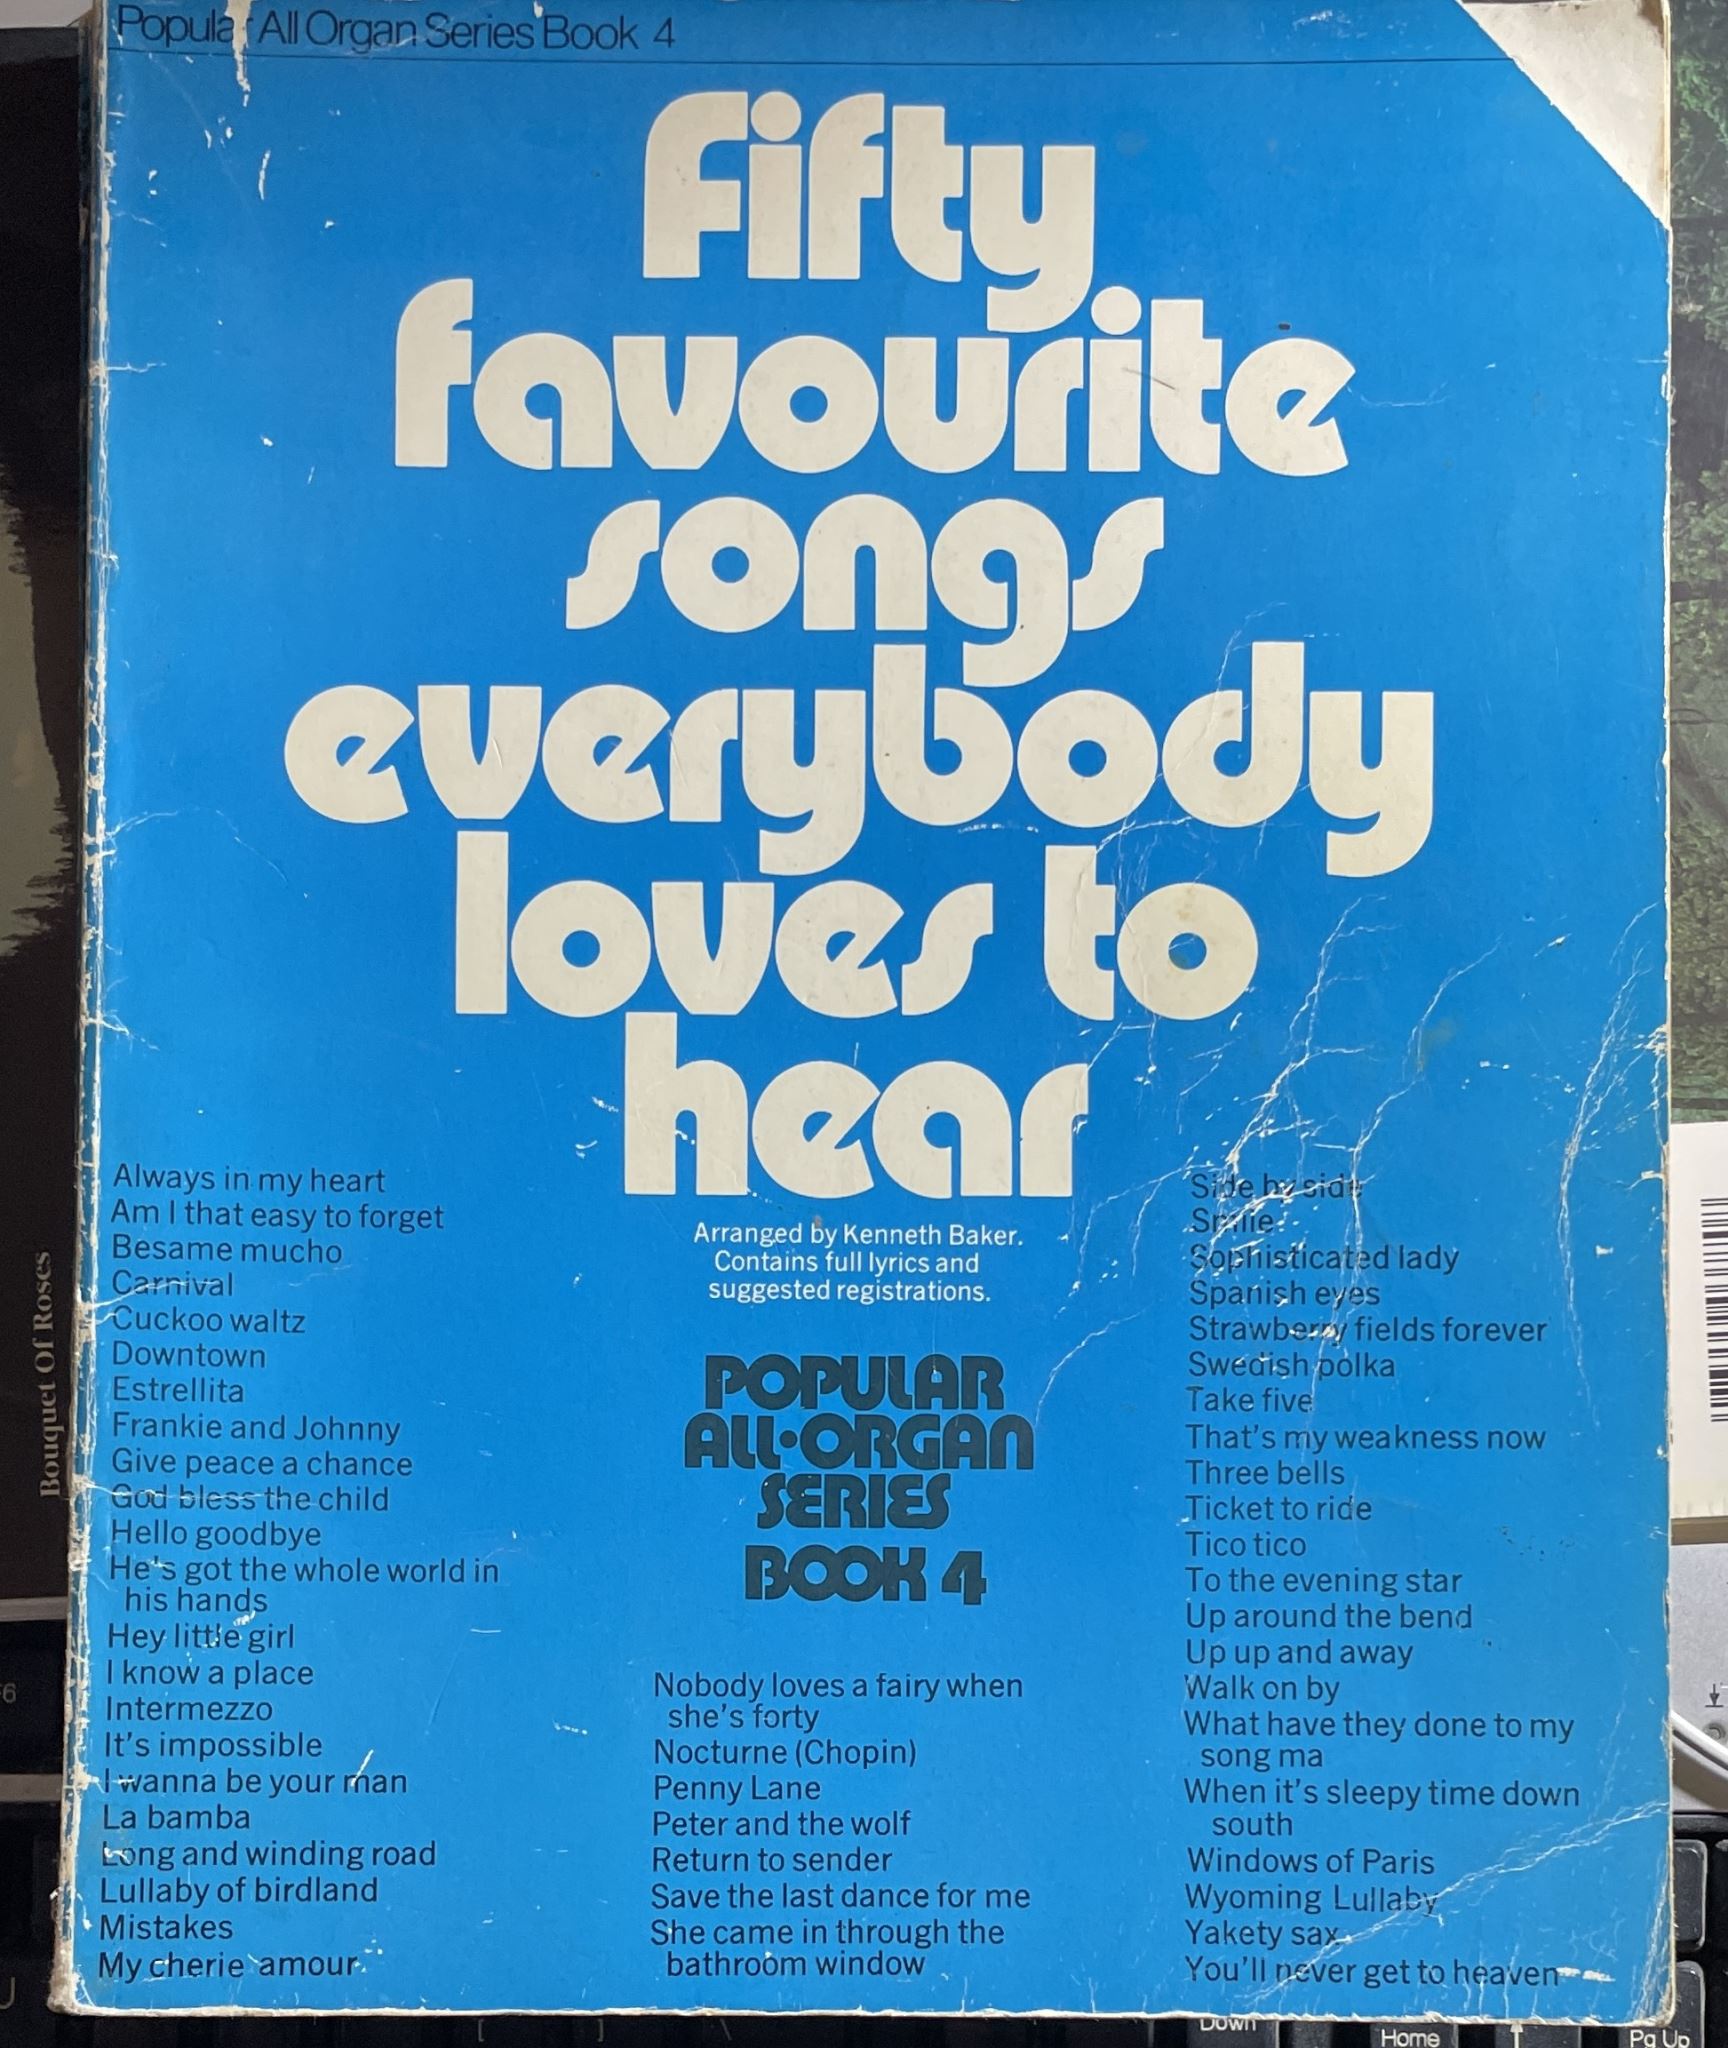 Popular All Organ Series Book 4
Fifty
favourite
songs
everybody
loves to
hear
Always in my heart
Am I that easy to forget
Besame mucho
Carnival
Cuckoo waltz
Downtown
Estrellita
Frankie and Johnny
Give peace a chance
God bless the child
Hello goodbye
He's got the whole world in
his hands
Hey little girl
I know a place
Intermezzo
It's impossible
I wanna be your man
La bamba
Long and winding road
Lullaby of birdland
Mistakes
My cherie amour
Arranged by Kenneth Baker.
Contains full lyrics and
suggested registrations.
POPULAR
ALL•ORGAN
SERIES
BOOK 4
Nobody loves a fairy when
she's forty
Nocturne (Chopin)
Penny Lane
Peter and the wolf
Return to sender
Save the last dance for me
She came in through the
bathroom window
Side by side
Smile
Sophisticated lady
Spanish eyes
Strawberry fields forever
Swedish polka
Take five
That's my weakness now
Three bells
Ticket to ride
Tico tico
To the evening star
Up around the bend
Up up and away
Walk on by
What have they done to my
song ma
When it's sleepy time down
south
Windows of Paris
Wyoming Lullaby
Yakety sax
You'll never get to heaven
Bouquet Of Roses
Down
Home
Pg Up